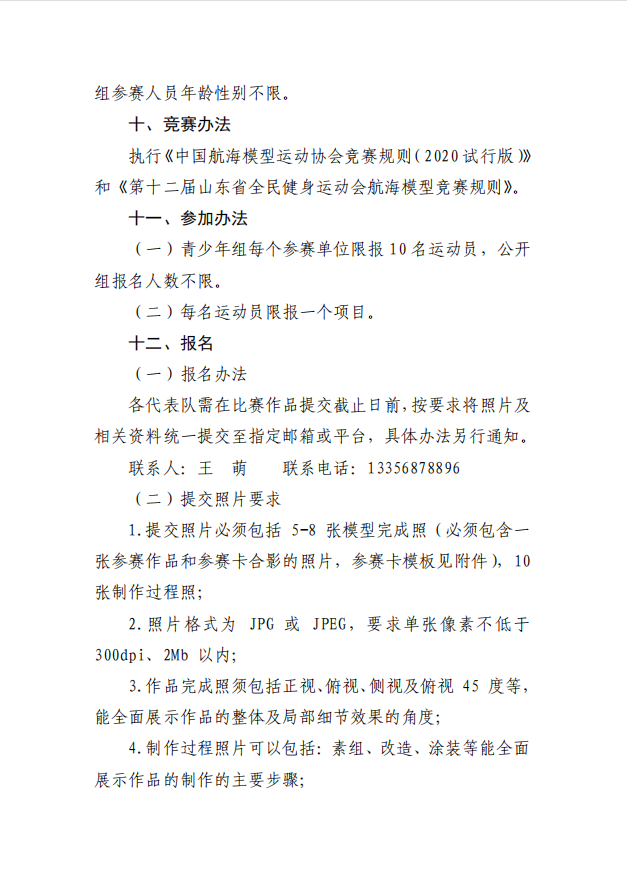 组参赛人员年龄性别不限。
十、竞赛办法
执行《中国航海模型运动协会竞赛规则(2020试行版)》
和《第十二届山东省全民健身运动会航海模型竞赛规则》。
十一、参加办法
（一）青少年组每个参赛单位限报10名运动员，公开
组报名人数不限。
（二）每名运动员限报一个项目。
十二、报名
（一）报名办法
各代表队需在比赛作品提交截止日前,按要求将照片及
相关资料统一提交至指定邮箱或平台，具体办法另行通知。
联系人：王　萌　　联系电话：13356878896
（二）提交照片要求
1.提交照片必须包括 5-8 张模型完成照（必须包含一
张参赛作品和参赛卡合影的照片，参赛卡模板见附件），10
张制作过程照;
2.照片格式为 JPG 或 JPEG，要求单张像素不低于
300dpi、2Mb 以内;
3.作品完成照须包括正视、俯视、侧视及俯视 45 度等，
能全面展示作品的整体及局部细节效果的角度;
4.制作过程照片可以包括：素组、改造、涂装等能全面
展示作品的制作的主要步骤;